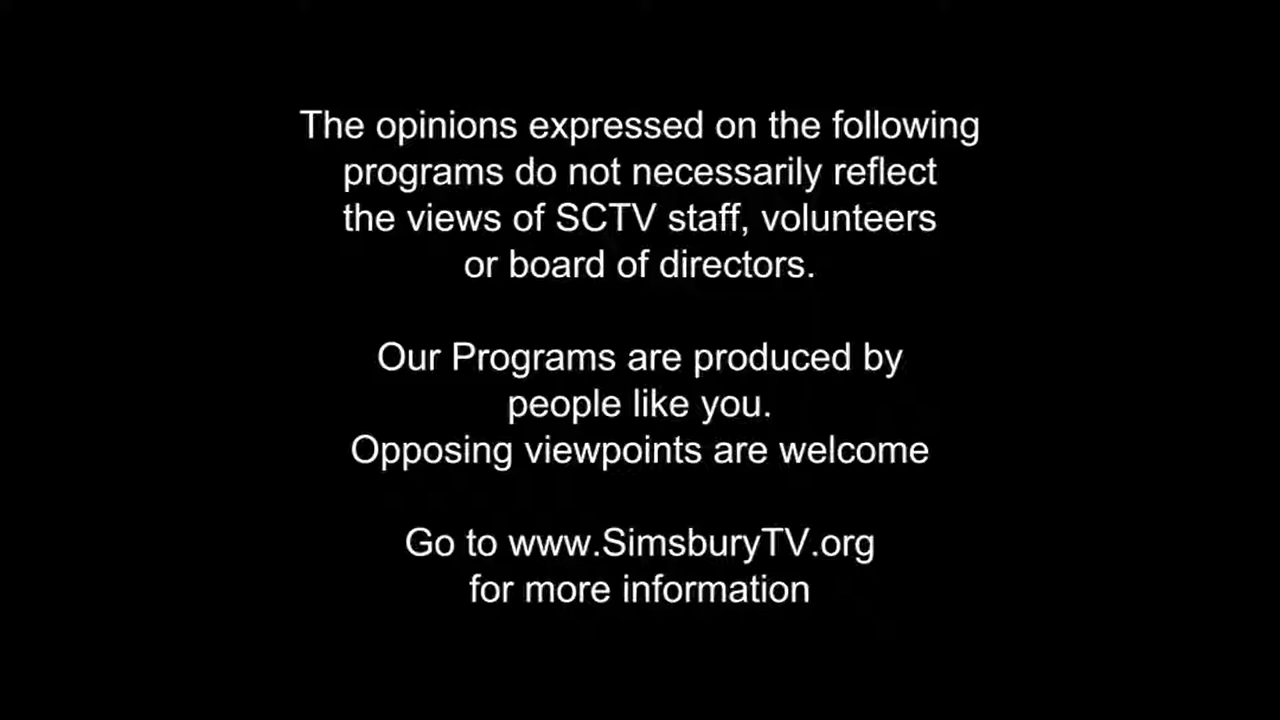 The opinions expressed on the following
programs do not necessarily reflect
the views of SCTV staff, volunteers
or board of directors.
Our Programs are produced by
people like you.
Opposing viewpoints are welcome
Go to www.SimsburyTV.org
for more information